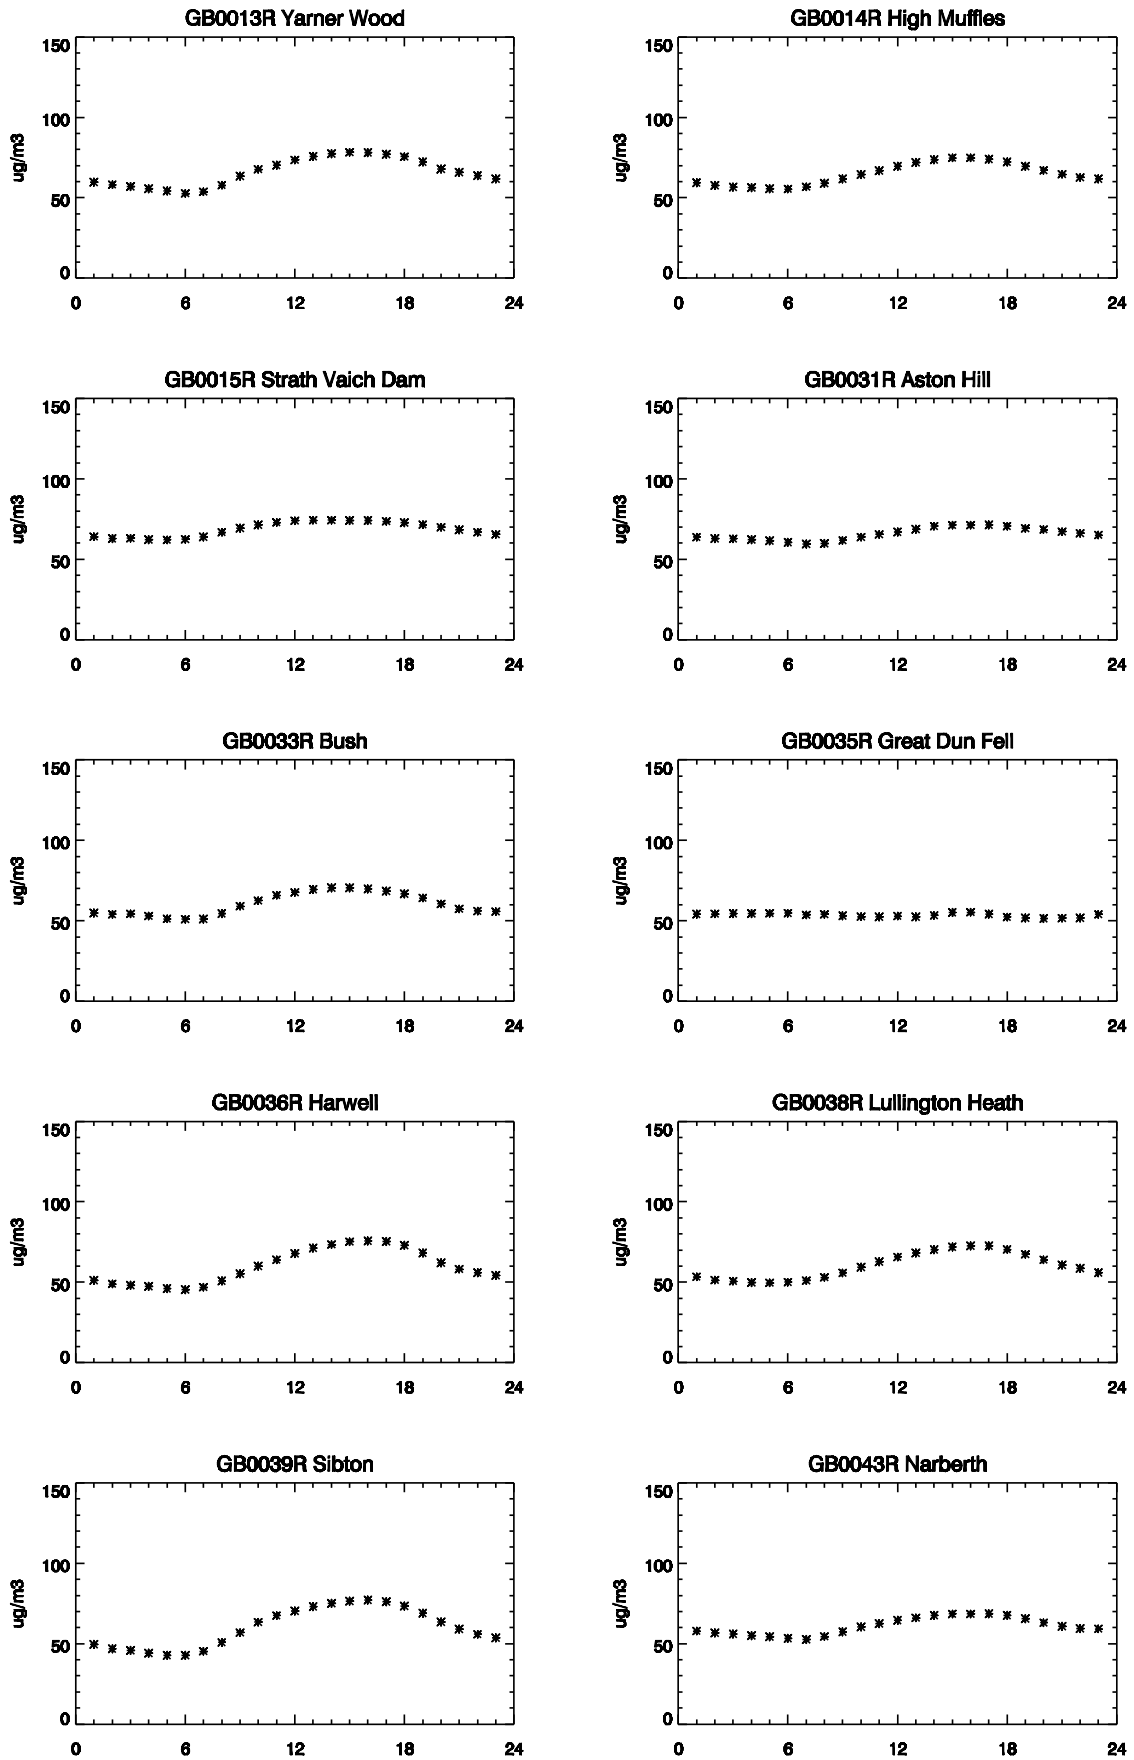 GB0013R Yarner Wood
150
100
50
0
ug/m3
0 6 12 18 24
GB0014R High Muffles
150
100
50
0
ug/m3
0 6 12 18 24
GB0015R Strath Vaich Dam
150
100
50
0
ug/m3
0 6 12 18 24
GB0031R Aston Hill
150
100
50
0
ug/m3
0 6 12 18 24
GB0033R Bush
150
100
50
0
ug/m3
0 6 12 18 24
GB0035R Great Dun Fell
150
100
50
0
ug/m3
0 6 12 18 24
GB0036R Harwell
150
100
50
0
ug/m3
0 6 12 18 24
GB0038R Lullington Heath
150
100
50
0
ug/m3
0 6 12 18 24
GB0039R Sibton
150
100
50
0
ug/m3
0 6 12 18 24
GB0043R Narberth
150
100
50
0
ug/m3
0 6 12 18 24